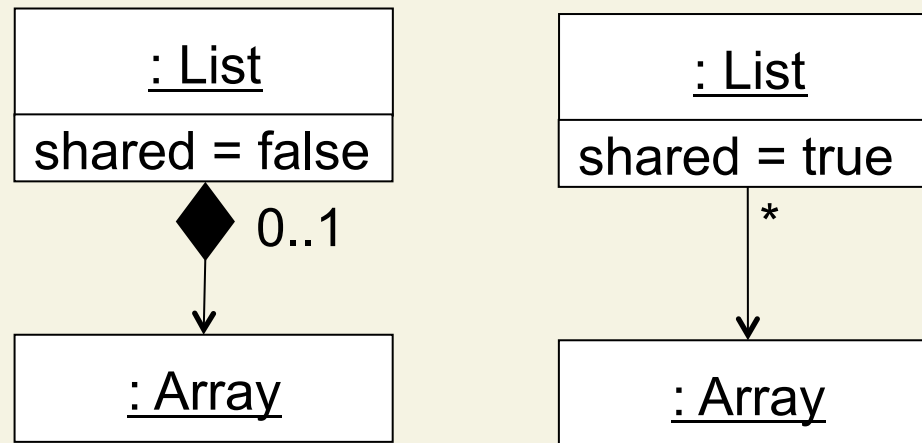 : List
shared = false
0..1
: Array
: List
shared = true
*
: Array